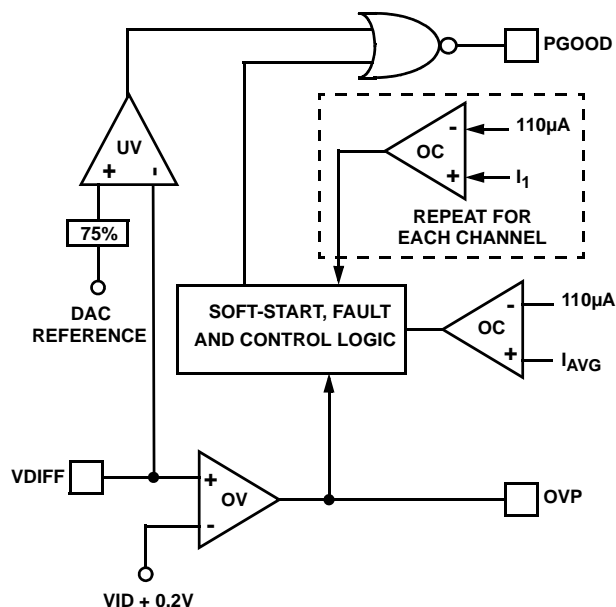 PGOOD
UV
+ -
75%
DAC
REFERENCE
-
OC
+
110µA
I1
REPEAT FOR
EACH CHANNEL
SOFT-START, FAULT
AND CONTROL LOGIC
-
OC
+
110µA
IAVG
VDIFF
+
OV
-
OVP
VID + 0.2V